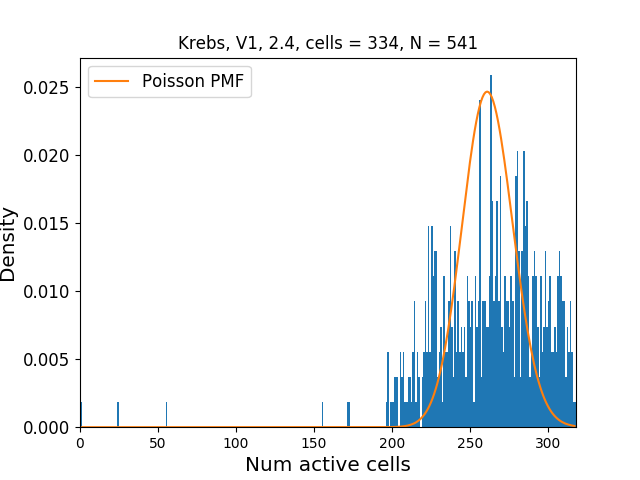 Krebs, V1, 2.4, cells = 334, N = 541
Poisson PMF
0.025
0.020
0.015
0.010
0.005
0.000
Density
0 50 100 150 200 250 300
Num active cells